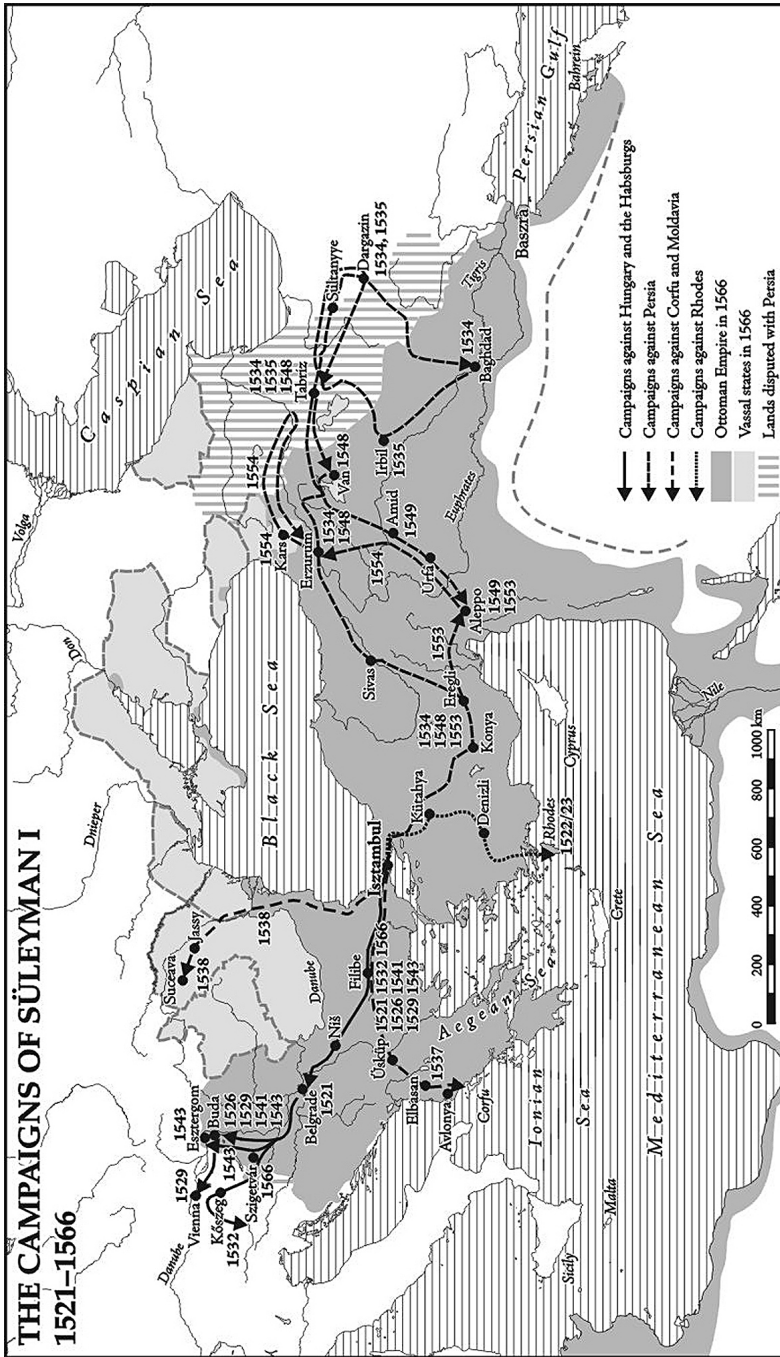 THE CAMPAIGNS OF SÜLEYMAN I
1521–1566
Danube
Vienna
1529
Esztergom
1543
Buda
1526
1529
1541
1543
Kőszeg
1532
1543
Szigetvár
1566
Belgrade
1521
Niš
Danube
Filibe
1521 1532 1566
1526 1541
1529 1543
Üsküp
Elbasan
1537
Avlonya
Corfu
Suceava
1538
Jassy
1538
Dnieper
Don
Volga
Black Sea
Caspian Sea
Isztambul
Kütahya
Denizli
Rhodes
1522/23
Konya
1534
1548
1553
Eregli
1553
Sivas
Aleppo
1549
1553
Urfa
Amid
1549
1554
Erzurum
1534
1548
Kars
1554
1554
Van 1548
Tabriz
1534
1535
1548
Sültanyye
Dargazin
1534, 1535
Irbil
1535
Baghdad
1534
Tigris
Euphrates
Baszra
Persian Gulf
Bahrein
Aegean Sea
Ionian
Sea
Mediterranean Sea
Sicily
Malta
Grete
Cyprus
Nile
0
200
400
600
800
1000 km
Campaigns against Hungary and the Habsburgs
Campaigns against Persia
Campaigns against Corfu and Moldavia
Campaigns against Rhodes
Ottoman Empire in 1566
Vassal states in 1566
Lands disputed with Persia